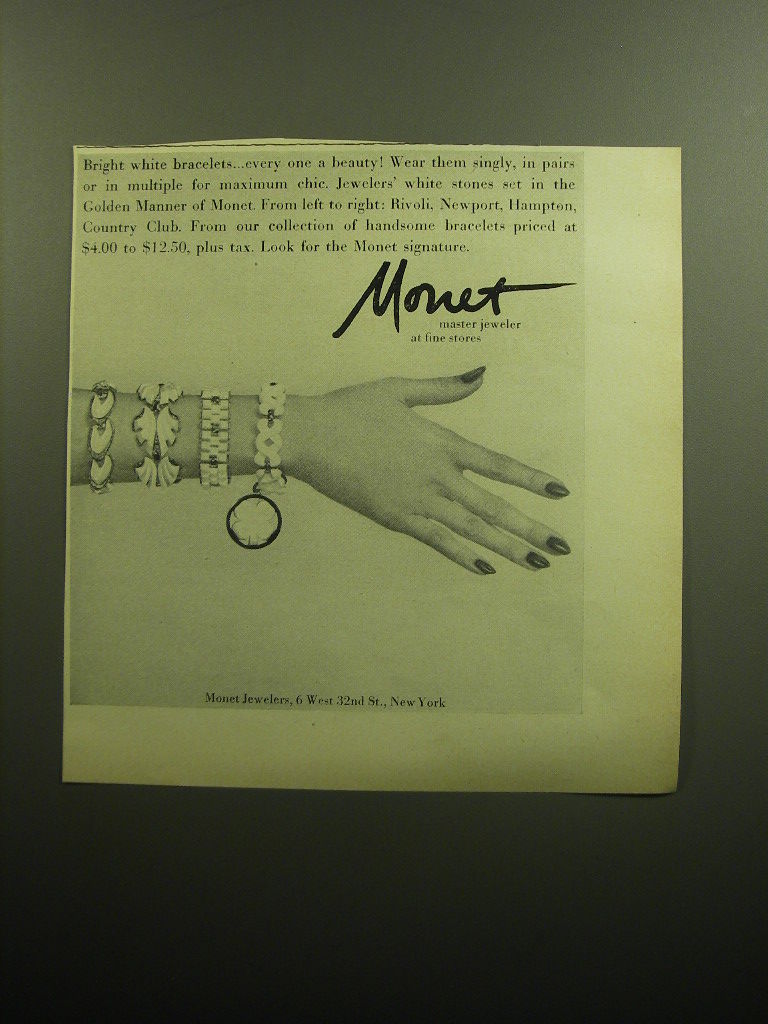 Bright white bracelets...every one a beauty! Wear them singly, in pairs
or in multiple for maximum chic. Jewelers' white stones set in the
Golden Manner of Monet. From left to right: Rivoli, Newport, Hampton,
Country Club. From our collection of handsome bracelets priced at
$4.00 to $12.50, plus tax. Look for the Monet signature.
Monet
master jeweler
at fine stores
Monet Jewelers, 6 West 32nd St., New York